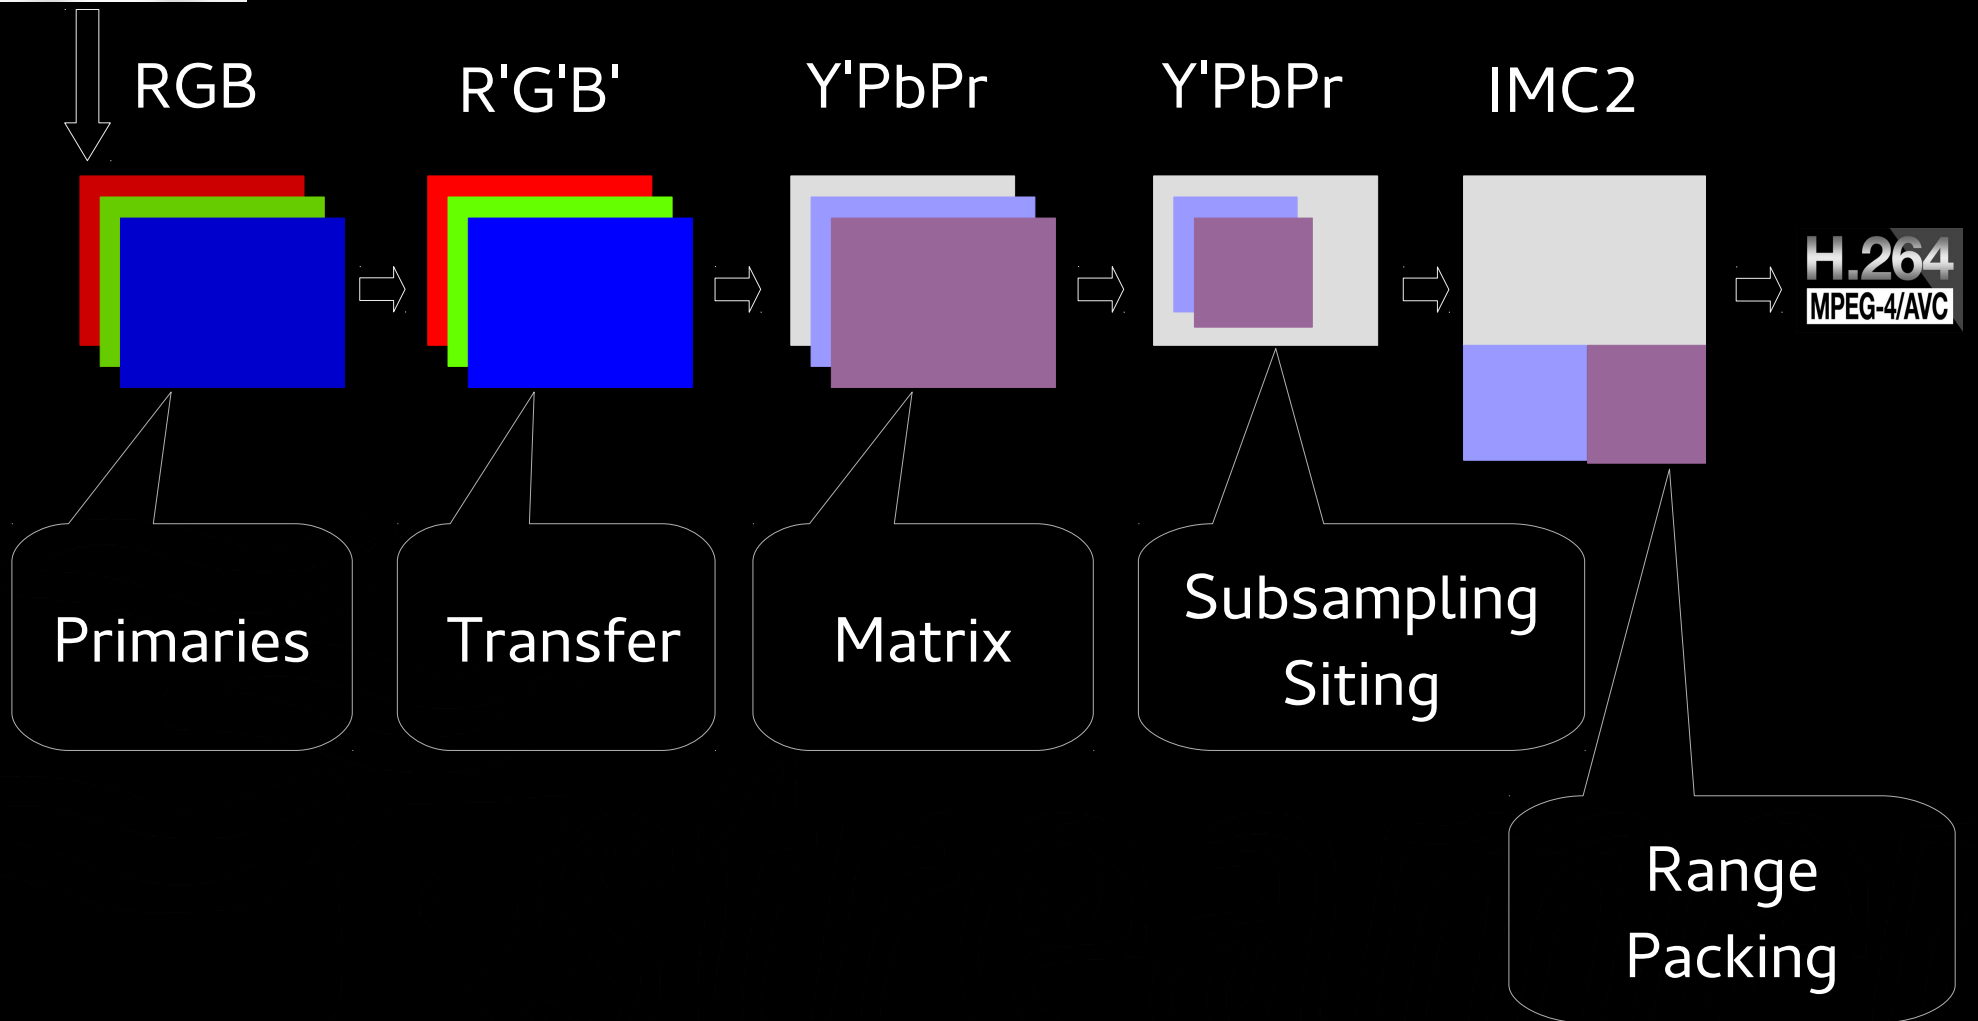 RGB
R'G'B'
Y'PbPr
Y'PbPr
IMC2
H.264
MPEG-4/AVC
Primaries
Transfer
Matrix
Subsampling
Siting
Range
Packing